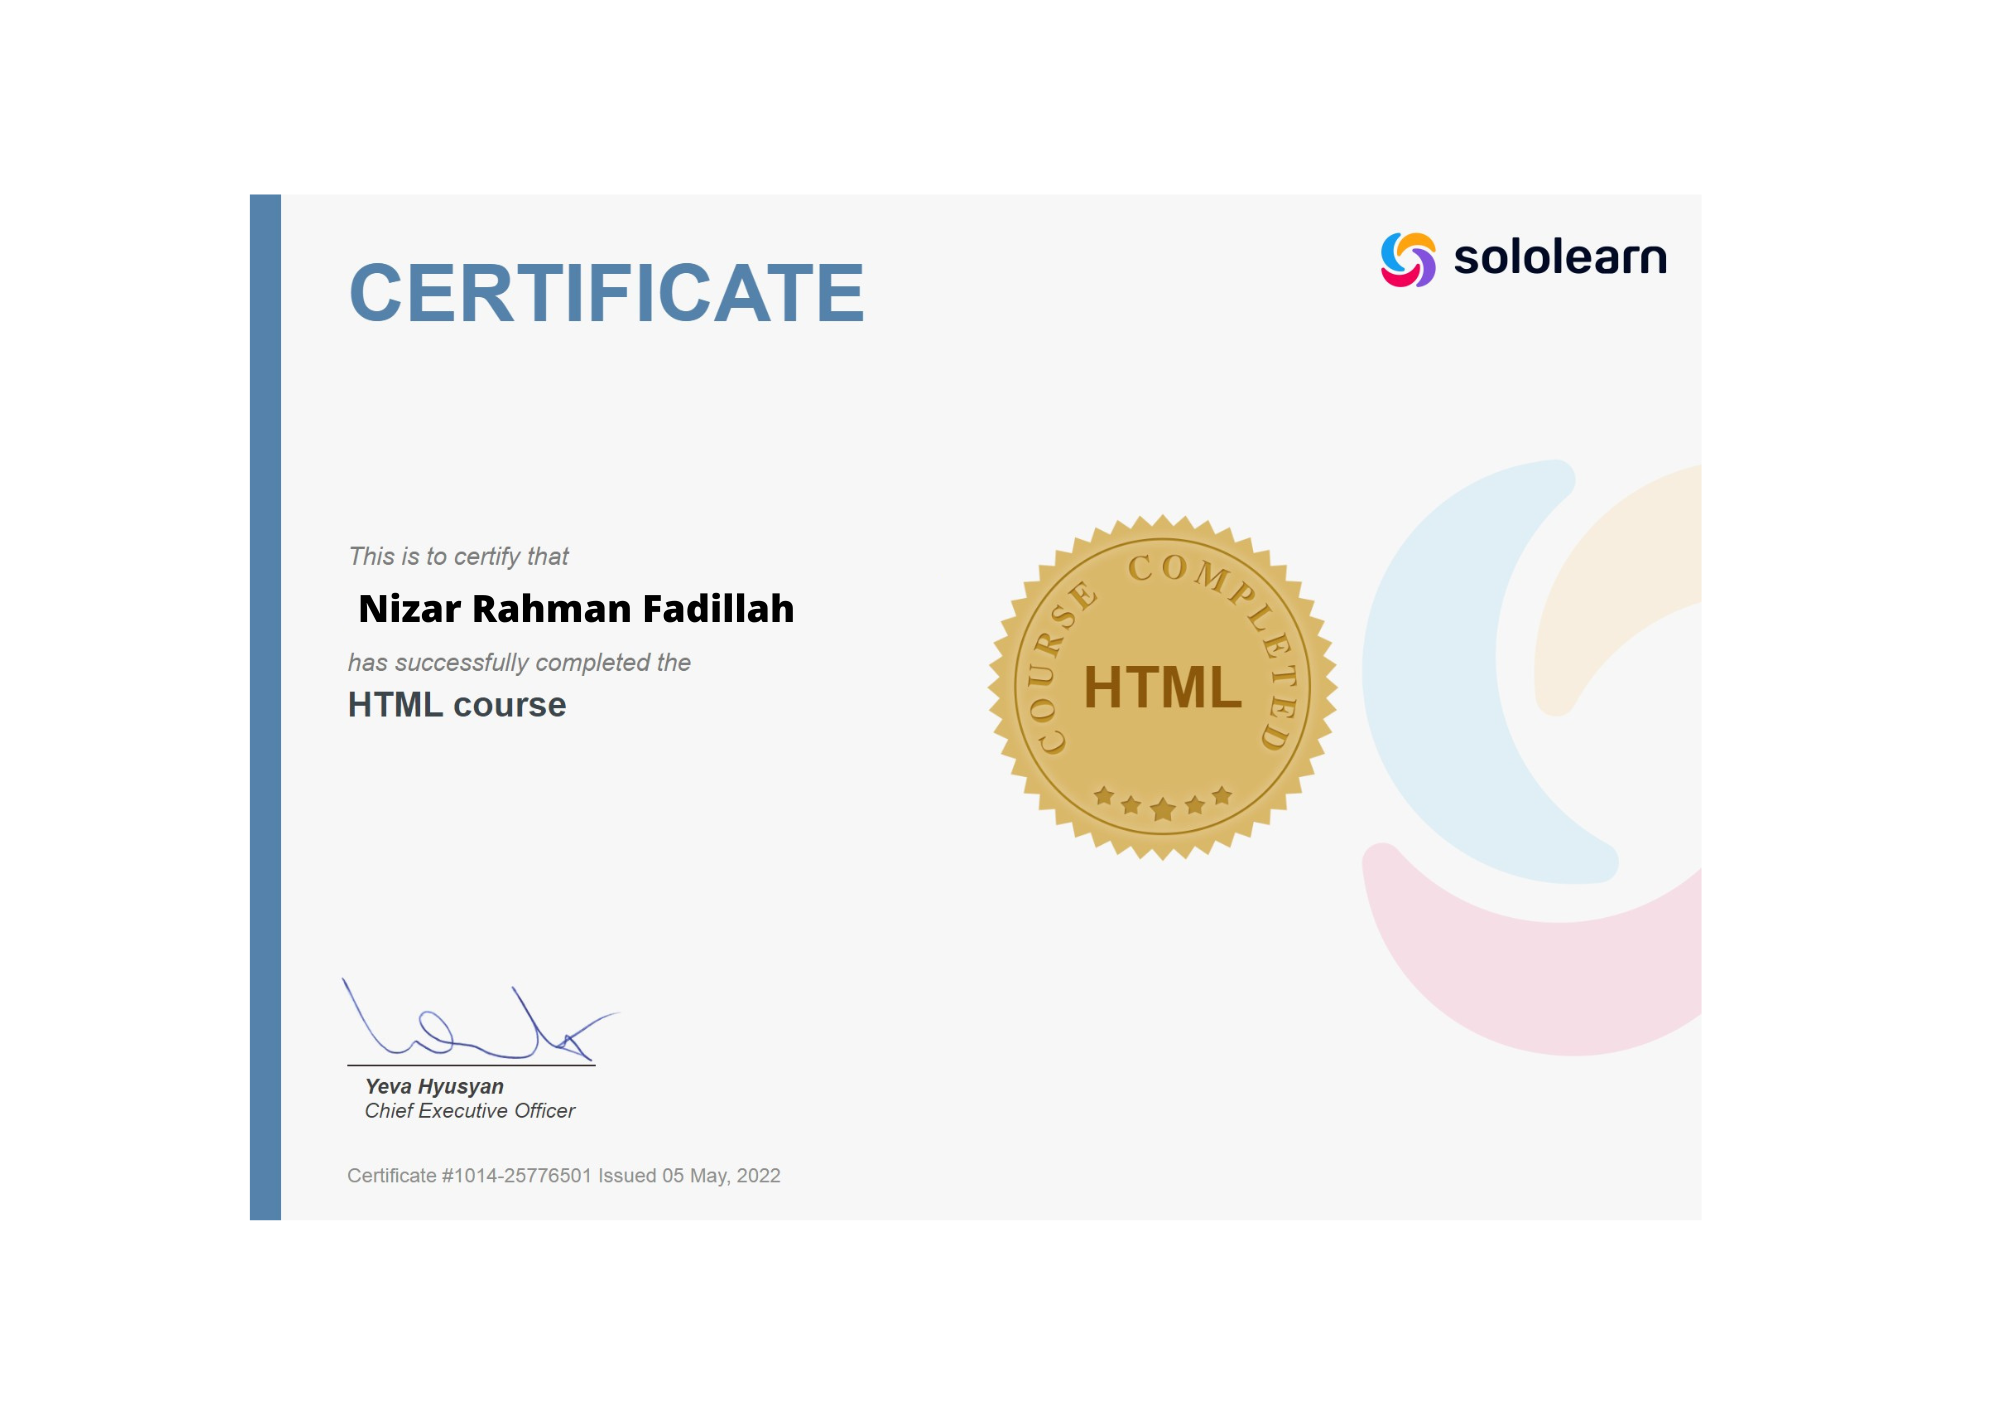 CERTIFICATE
sololearn
This is to certify that
Nizar Rahman Fadillah
has successfully completed the
HTML course
COURSE COMPLETED
HTML
Yeva Hyusyan
Chief Executive Officer
Certificate #1014-25776501 Issued 05 May, 2022